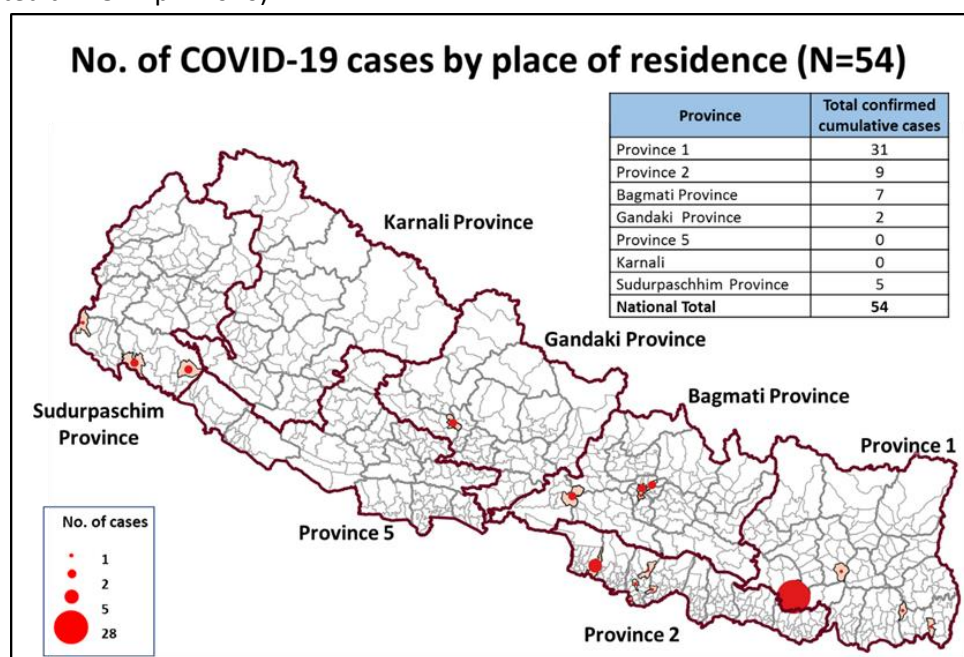 No. of COVID-19 cases by place of residence (N=54)
Province Total confirmed cumulative cases
Province 1 31
Province 2 9
Bagmati Province 7
Gandaki Province 2
Province 5 0
Karnali 0
Sudurpaschhim Province 5
National Total 54
Karnali Province
Gandaki Province
Bagmati Province
Province 1
Sudurpaschim
Province
Province 5
Province 2
No. of cases
1
2
5
28